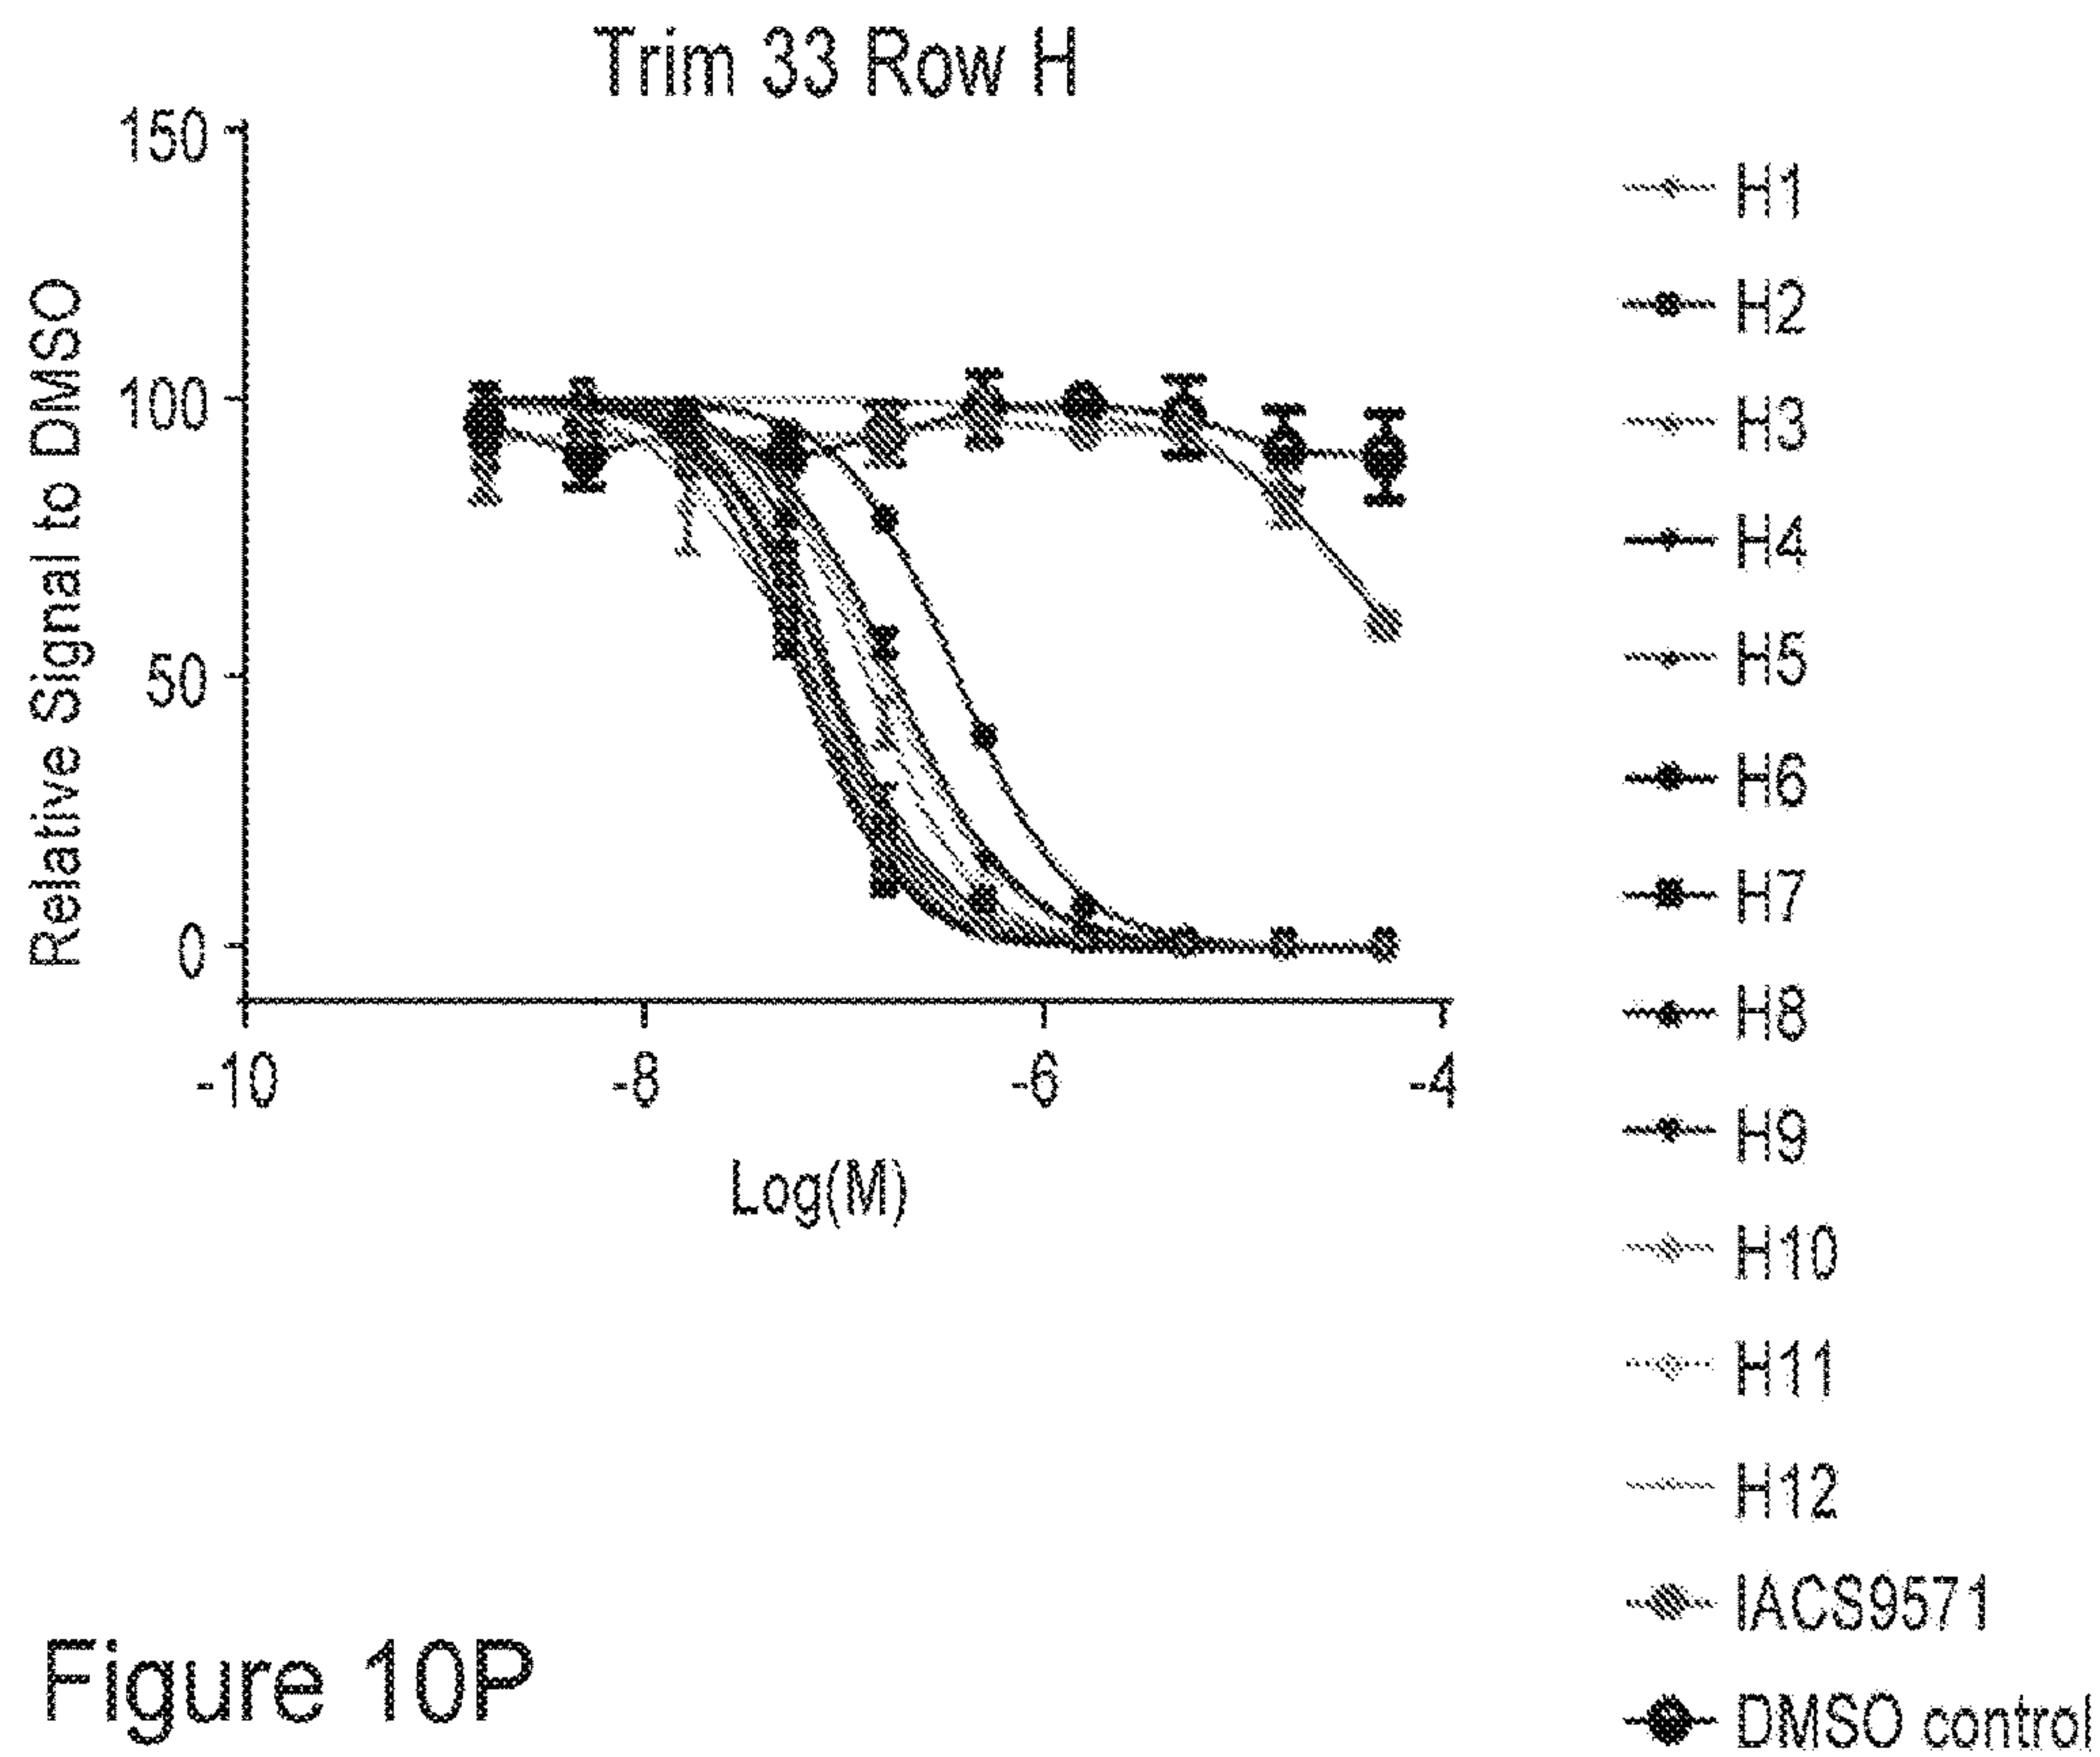 Trim 33 Row H
150
100
50
0
Relative Signal to DMSO
-10
-8
-6
-4
Log(M)
H1
H2
H3
H4
H5
H6
H7
H8
H9
H10
H11
H12
IACS9571
DMSO control
Figure 10P